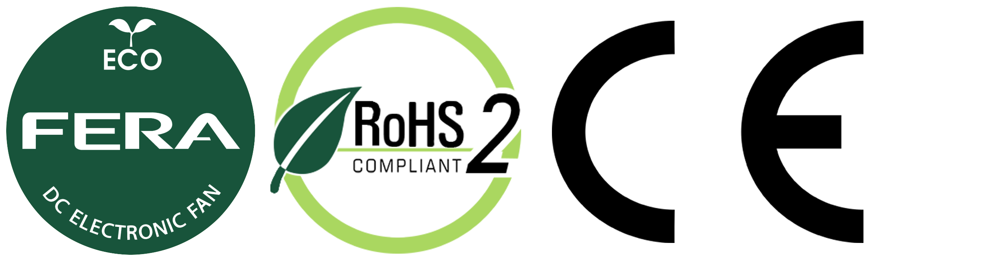 ECO
FERA
DC ELECTRONIC FAN
RoHS 2
COMPLIANT
CE